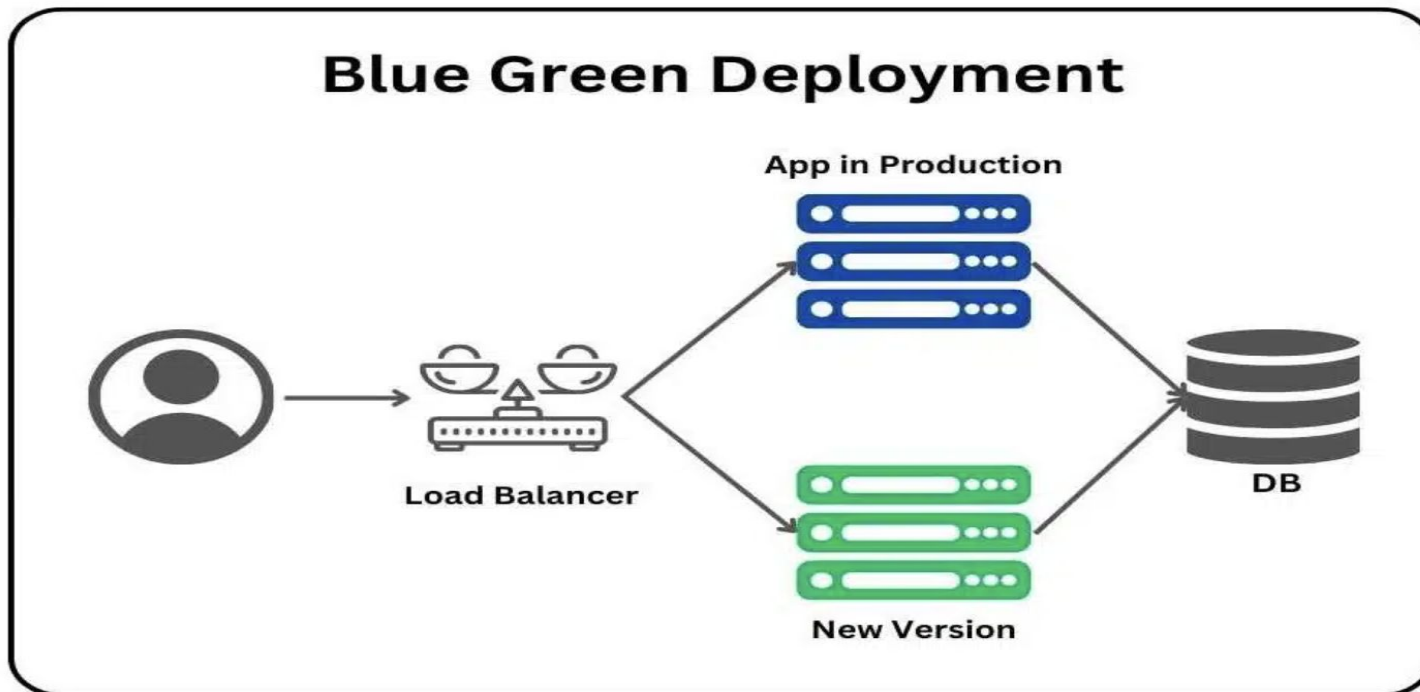 Blue Green Deployment
App in Production
Load Balancer
DB
New Version